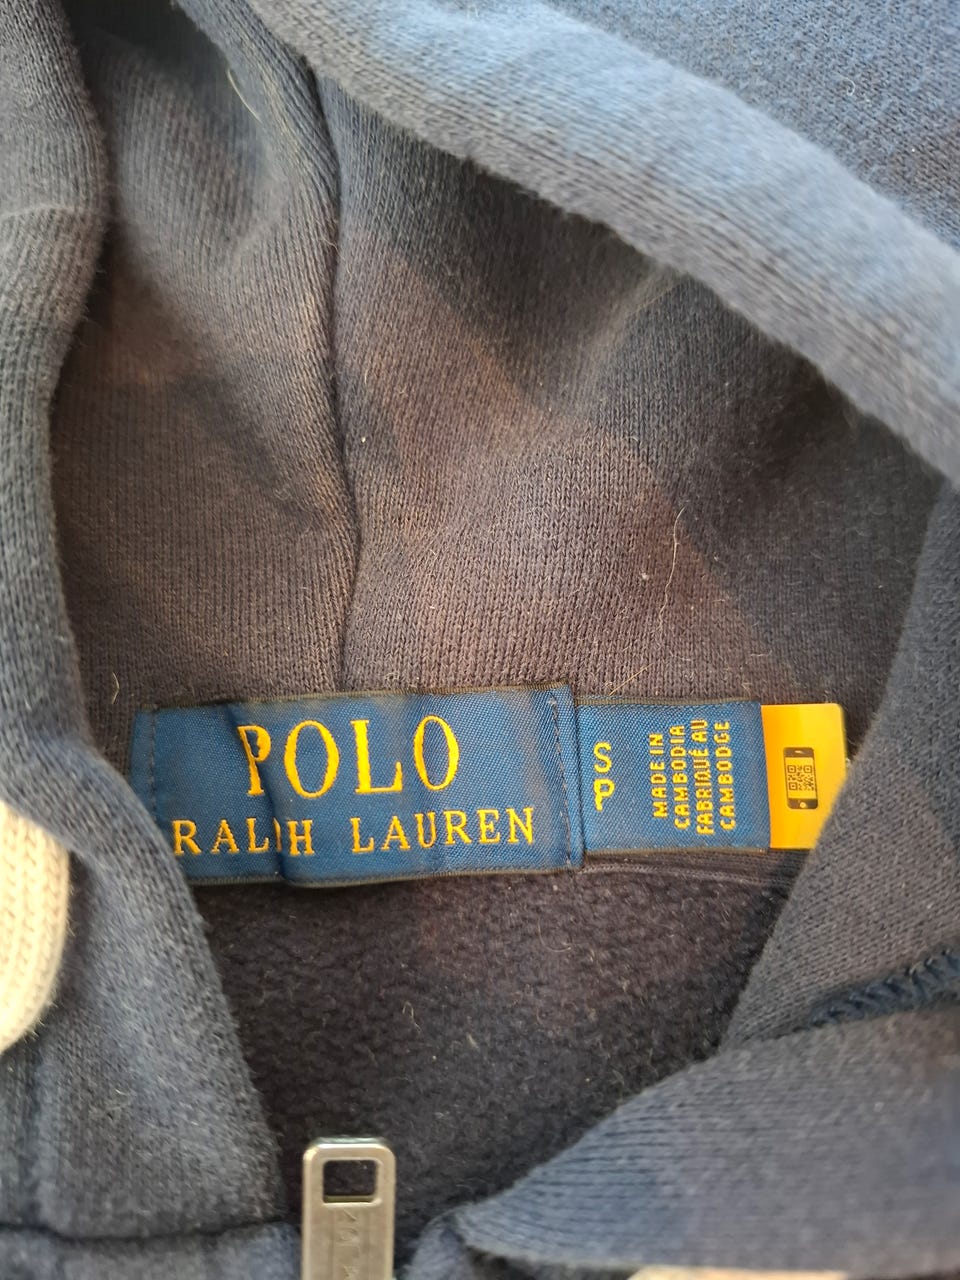 POLO
RALPH LAUREN
S
P
MADE IN
CAMBODIA
FABRIQUÉ AU
CAMBODGE